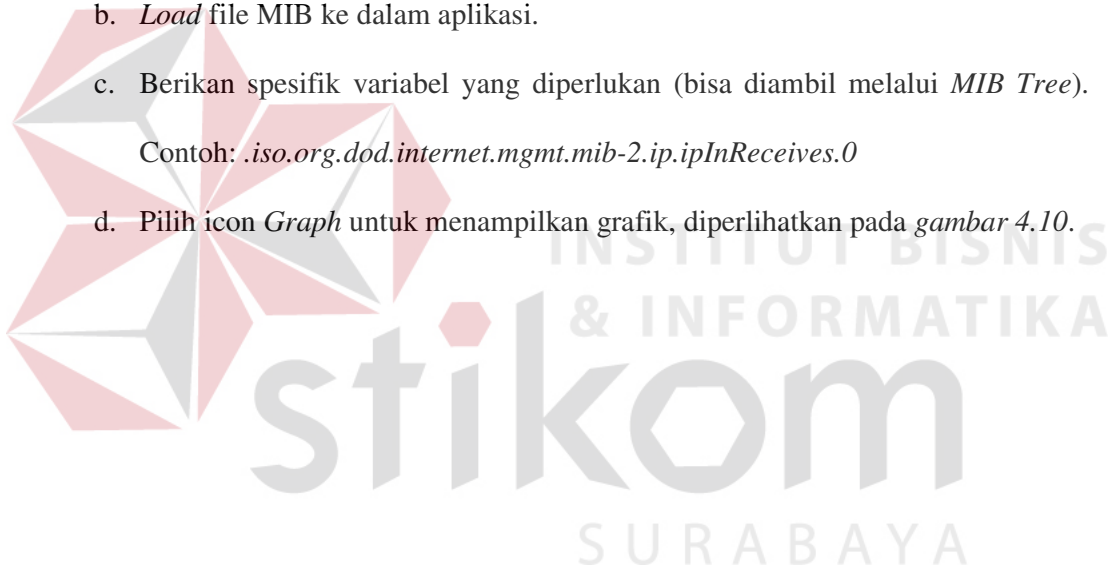 b. Load file MIB ke dalam aplikasi.
c. Berikan spesifik variabel yang diperlukan (bisa diambil melalui MIB Tree).
Contoh: .iso.org.dod.internet.mgmt.mib-2.ip.ipInReceives.0
d. Pilih icon Graph untuk menampilkan grafik, diperlihatkan pada gambar 4.10.
INSTITUT BISNIS
& INFORMATIKA
stikom
SURABAYA